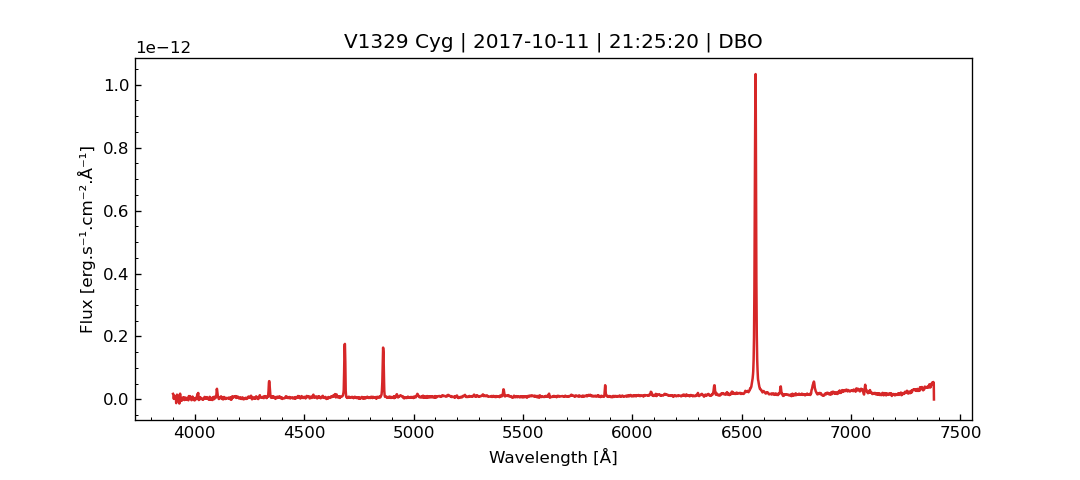 V1329 Cyg | 2017-10-11 | 21:25:20 | DBO
1e−12
1.0
0.8
0.6
0.4
0.2
0.0
Flux [erg.s⁻¹.cm⁻².Å⁻¹]
4000 4500 5000 5500 6000 6500 7000 7500
Wavelength [Å]